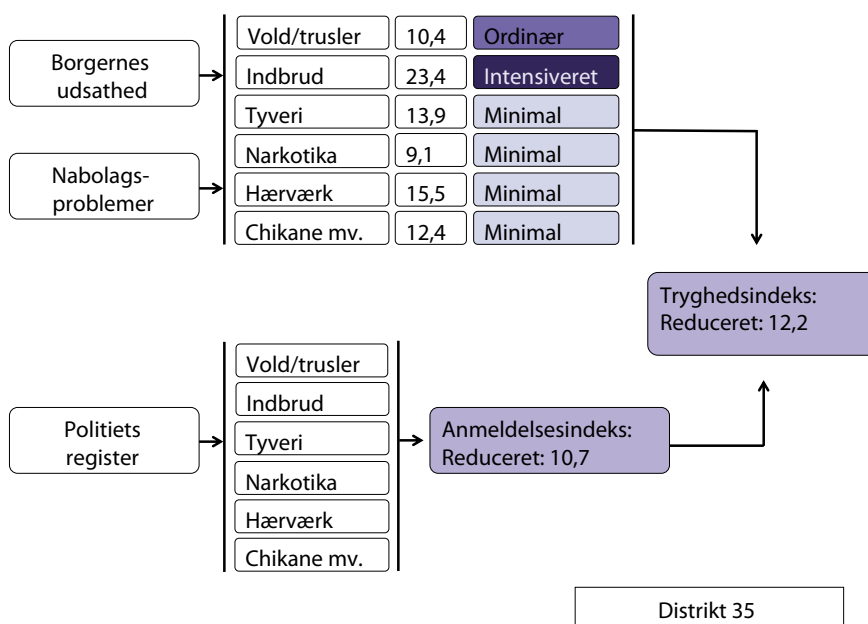 Borgernes
udsathed
Nabolags-
problemer
Vold/trusler 10,4 Ordinær
Indbrud 23,4 Intensiveret
Tyveri 13,9 Minimal
Narkotika 9,1 Minimal
Hærværk 15,5 Minimal
Chikane mv. 12,4 Minimal
Tryghedsindeks:
Reduceret: 12,2
Politiets
register
Vold/trusler
Indbrud
Tyveri
Narkotika
Hærværk
Chikane mv.
Anmeldelsesindeks:
Reduceret: 10,7
Distrikt 35